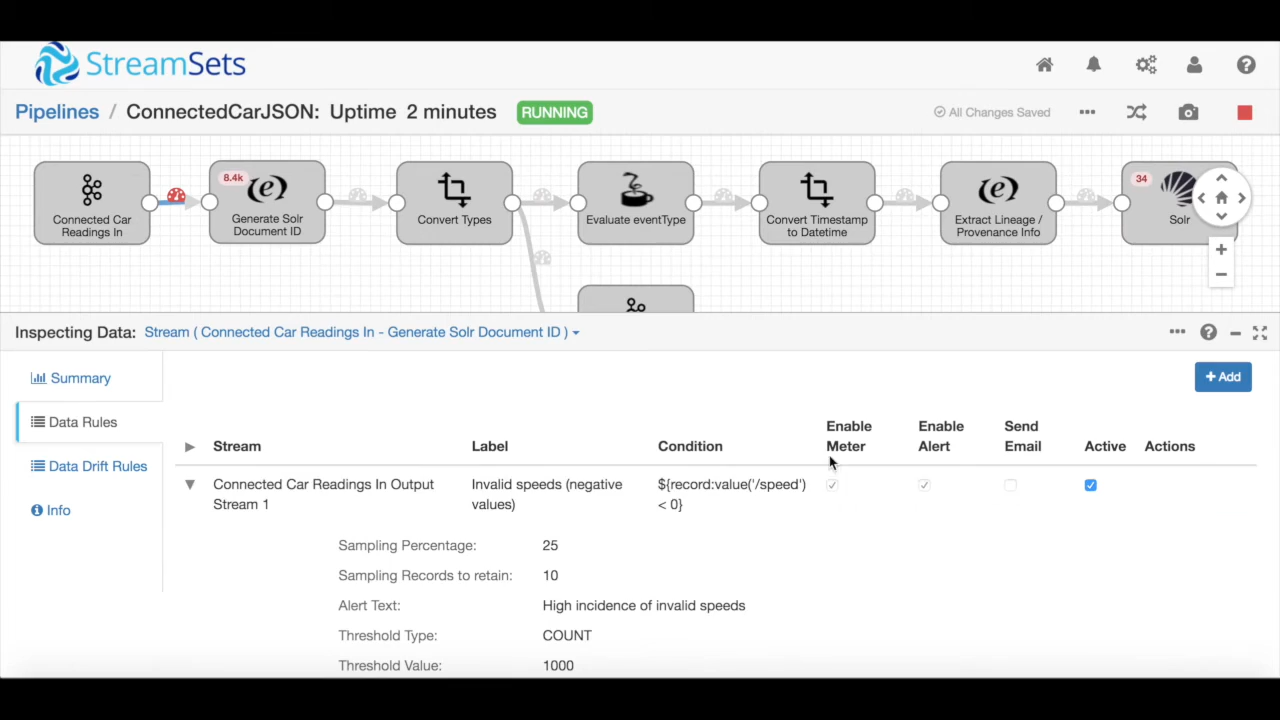 StreamSets
Pipelines / ConnectedCarJSON: Uptime 2 minutes RUNNING
All Changes Saved
Connected Car
Readings In
8.4k
Generate Solr
Document ID
Convert Types
Evaluate eventType
Convert Timestamp
to Datetime
Extract Lineage /
Provenance Info
34
Solr
Inspecting Data: Stream ( Connected Car Readings In - Generate Solr Document ID )
Summary
Data Rules
Data Drift Rules
Info
+ Add
Stream
Label
Condition
Enable
Meter
Enable
Alert
Send
Email
Active
Actions
Connected Car Readings In Output
Stream 1
Invalid speeds (negative
values)
${record:value('/speed')
< 0}
Sampling Percentage: 25
Sampling Records to retain: 10
Alert Text: High incidence of invalid speeds
Threshold Type: COUNT
Threshold Value: 1000